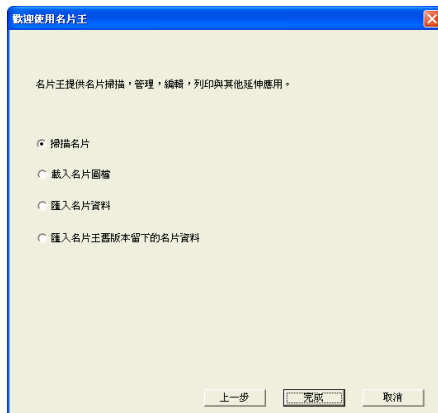 歡迎使用名片王
名片王提供名片掃描，管理，編輯，列印與其他延伸應用。
掃描名片
載入名片圖檔
匯入名片資料
匯入名片王舊版本留下的名片資料
上一步 完成 取消